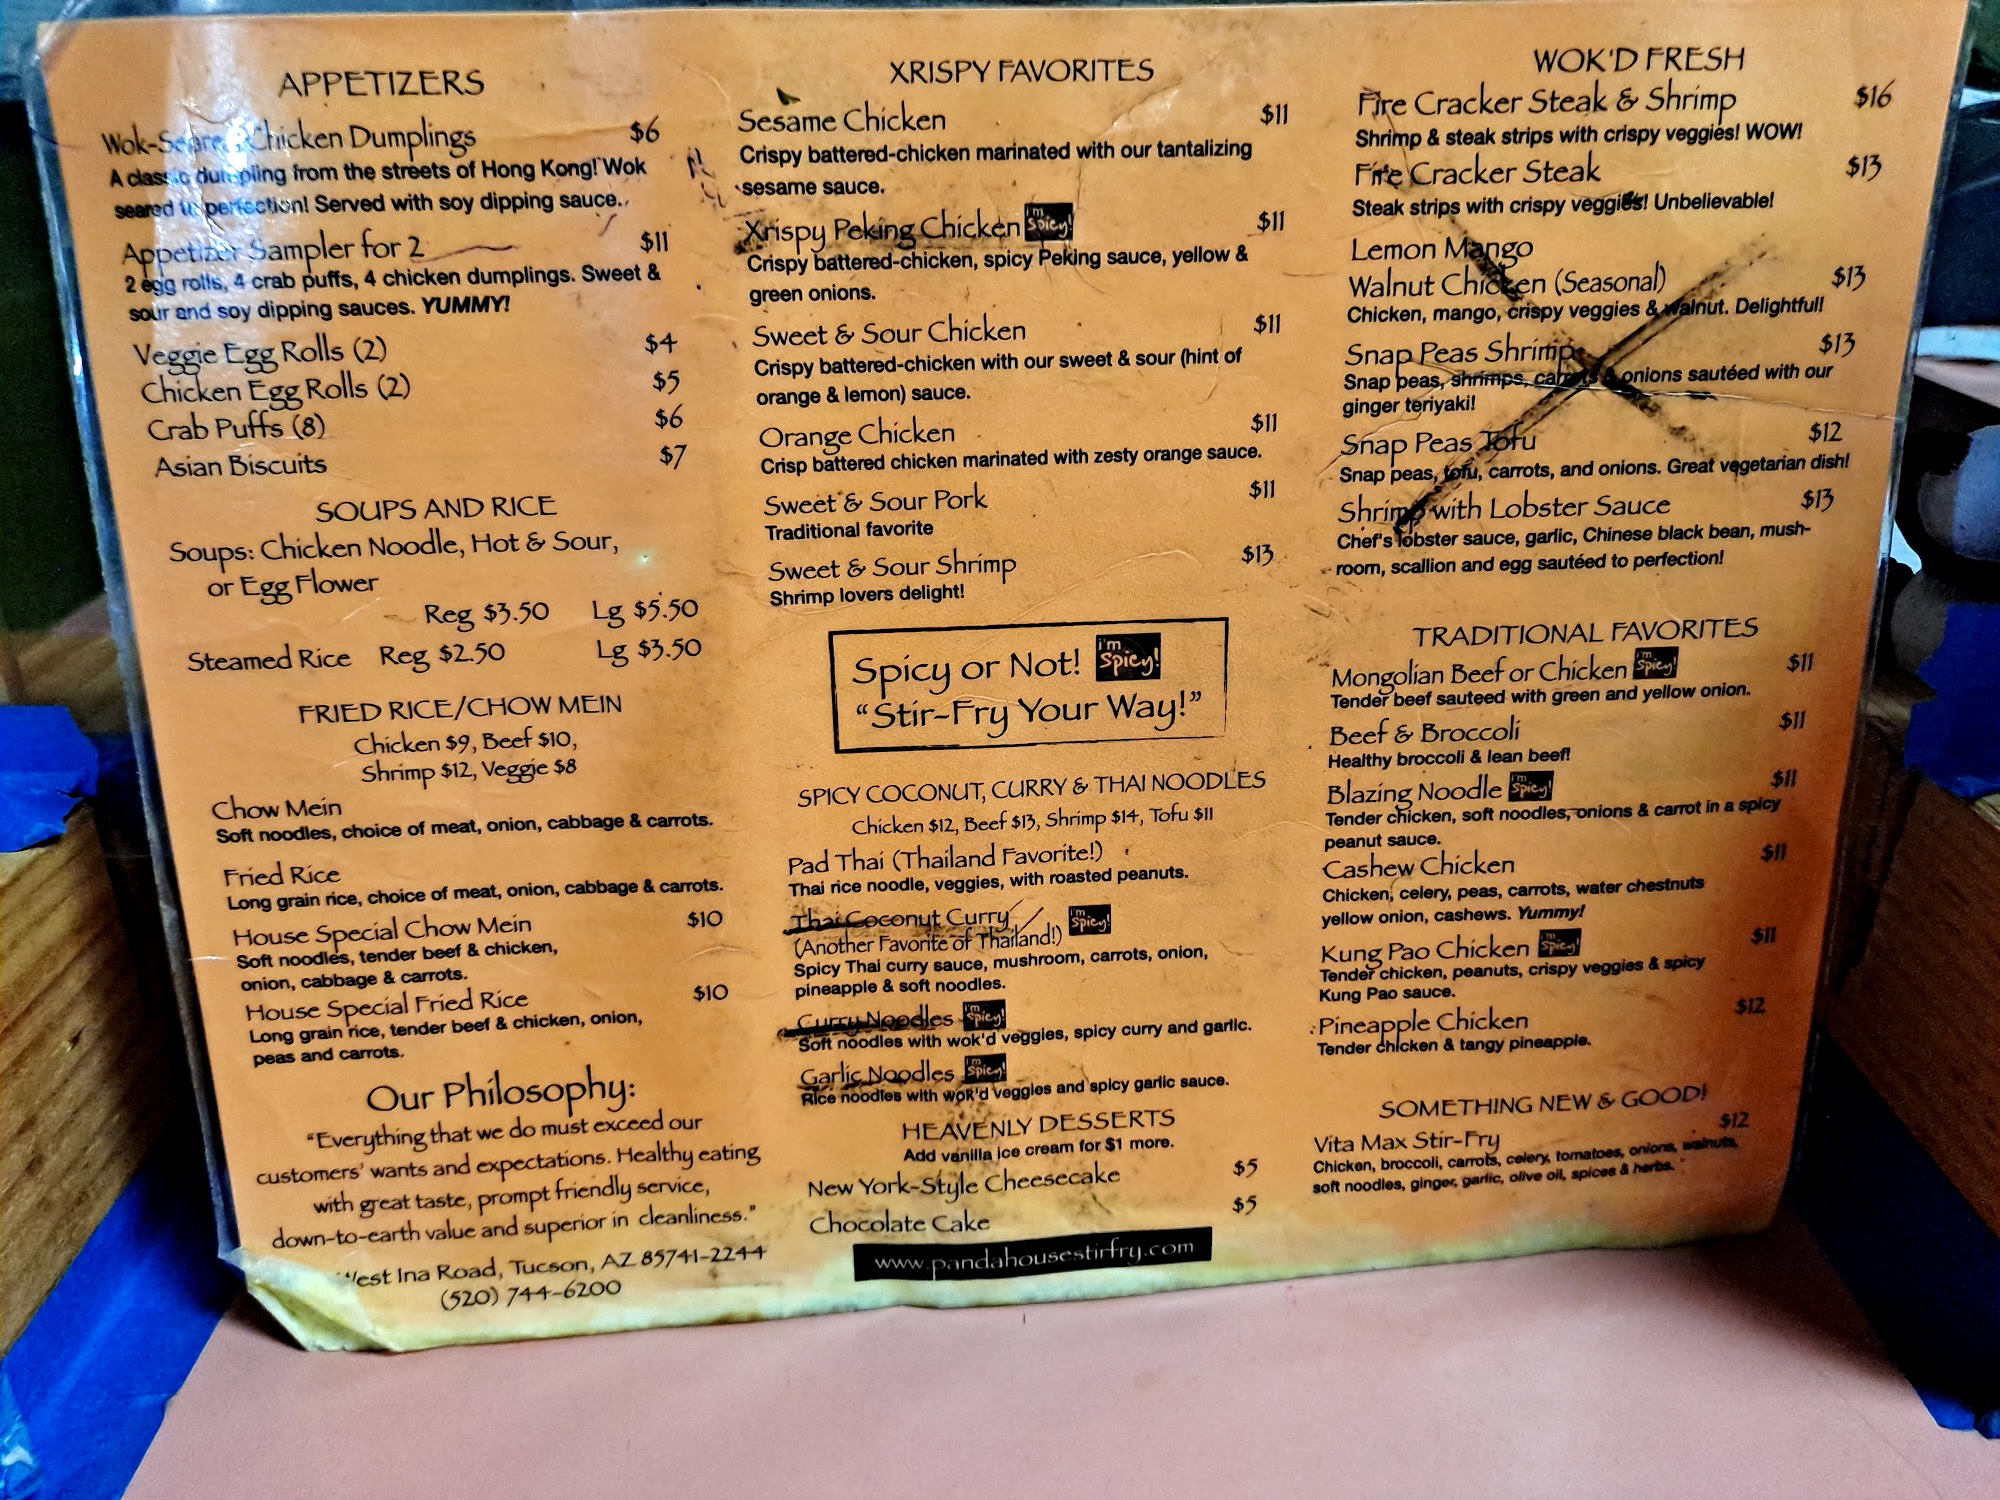 APPETIZERS
Wok-Seared Chicken Dumplings $6
A classic dumpling from the streets of Hong Kong! Wok
seared to perfection! Served with soy dipping sauce.
Appetizer Sampler for 2 $11
2 egg rolls, 4 crab puffs, 4 chicken dumplings. Sweet &
sour and soy dipping sauces. YUMMY!
Veggie Egg Rolls (2) $4
Chicken Egg Rolls (2) $5
Crab Puffs (8) $6
Asian Biscuits $7
SOUPS AND RICE
Soups: Chicken Noodle, Hot & Sour,
or Egg Flower
Reg $3.50 Lg $5.50
Steamed Rice Reg $2.50 Lg $3.50
FRIED RICE/CHOW MEIN
Chicken $9, Beef $10,
Shrimp $12, Veggie $8
Chow Mein
Soft noodles, choice of meat, onion, cabbage & carrots.
Fried Rice
Long grain rice, choice of meat, onion, cabbage & carrots.
House Special Chow Mein $10
Soft noodles, tender beef & chicken,
onion, cabbage & carrots.
House Special Fried Rice $10
Long grain rice, tender beef & chicken, onion,
peas and carrots.
Our Philosophy:
"Everything that we do must exceed our
customers' wants and expectations. Healthy eating
with great taste, prompt friendly service,
down-to-earth value and superior in cleanliness."
West Ina Road, Tucson, AZ 85741-2244
(520) 744-6200
XRISPY FAVORITES
Sesame Chicken $11
Crispy battered-chicken marinated with our tantalizing
sesame sauce.
Xrispy Peking Chicken i'm Spicy! $11
Crispy battered-chicken, spicy Peking sauce, yellow &
green onions.
Sweet & Sour Chicken $11
Crispy battered-chicken with our sweet & sour (hint of
orange & lemon) sauce.
Orange Chicken $11
Crisp battered chicken marinated with zesty orange sauce.
Sweet & Sour Pork $11
Traditional favorite
Sweet & Sour Shrimp $13
Shrimp lovers delight!
Spicy or Not! i'm Spicy!
"Stir-Fry Your Way!"
SPICY COCONUT, CURRY & THAI NOODLES
Chicken $12, Beef $13, Shrimp $14, Tofu $11
Pad Thai (Thailand Favorite!)
Thai rice noodle, veggies, with roasted peanuts.
Thai Coconut Curry i'm Spicy!
(Another Favorite of Thailand!)
Spicy Thai curry sauce, mushroom, carrots, onion,
pineapple & soft noodles.
Curry Noodles i'm Spicy!
Soft noodles with wok'd veggies, spicy curry and garlic.
Garlic Noodles i'm Spicy!
Rice noodles with wok'd veggies and spicy garlic sauce.
HEAVENLY DESSERTS
Add vanilla ice cream for $1 more.
New York-Style Cheesecake $5
Chocolate Cake $5
www.pandahousestirfry.com
WOK'D FRESH
Fire Cracker Steak & Shrimp $16
Shrimp & steak strips with crispy veggies! WOW!
Fire Cracker Steak $13
Steak strips with crispy veggies! Unbelievable!
Lemon Mango
Walnut Chicken (Seasonal) $13
Chicken, mango, crispy veggies & walnut. Delightful!
Snap Peas Shrimp $13
Snap peas, shrimps, carrots & onions sautéed with our
ginger teriyaki!
Snap Peas Tofu $12
Snap peas, tofu, carrots, and onions. Great vegetarian dish!
Shrimp with Lobster Sauce $13
Chef's lobster sauce, garlic, Chinese black bean, mush-
room, scallion and egg sautéed to perfection!
TRADITIONAL FAVORITES
Mongolian Beef or Chicken i'm Spicy! $11
Tender beef sauteed with green and yellow onion.
Beef & Broccoli $11
Healthy broccoli & lean beef!
Blazing Noodle i'm Spicy! $11
Tender chicken, soft noodles, onions & carrot in a spicy
peanut sauce.
Cashew Chicken $11
Chicken, celery, peas, carrots, water chestnuts
yellow onion, cashews. Yummy!
Kung Pao Chicken i'm Spicy! $11
Tender chicken, peanuts, crispy veggies & spicy
Kung Pao sauce.
Pineapple Chicken $12
Tender chicken & tangy pineapple.
SOMETHING NEW & GOOD!
Vita Max Stir-Fry $12
Chicken, broccoli, carrots, celery, tomatoes, onions, walnuts,
soft noodles, ginger, garlic, olive oil, spices & herbs.